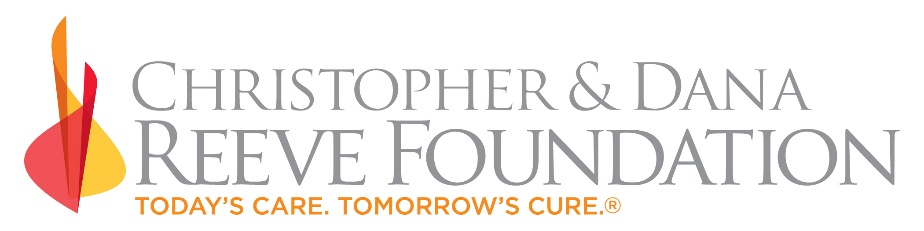 CHRISTOPHER & DANA
REEVE FOUNDATION
TODAY'S CARE. TOMORROW'S CURE.®